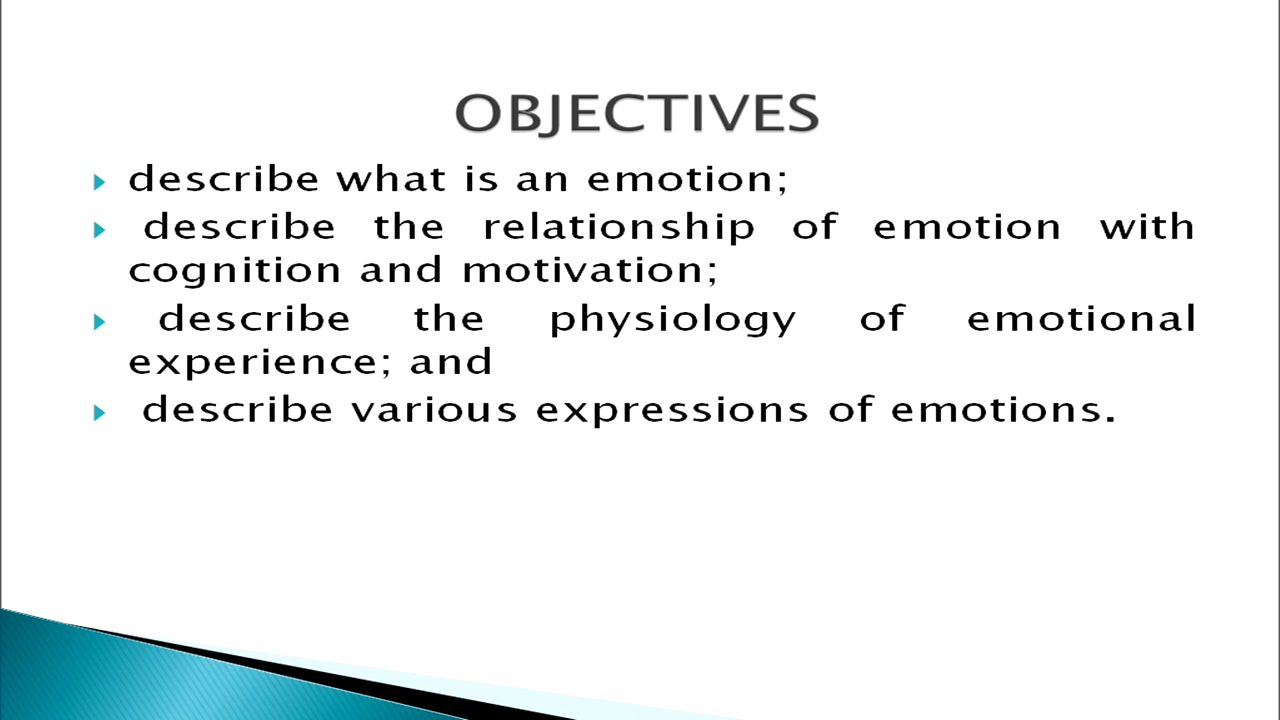 OBJECTIVES
describe what is an emotion;
describe the relationship of emotion with
cognition and motivation;
describe the physiology of emotional
experience; and
describe various expressions of emotions.